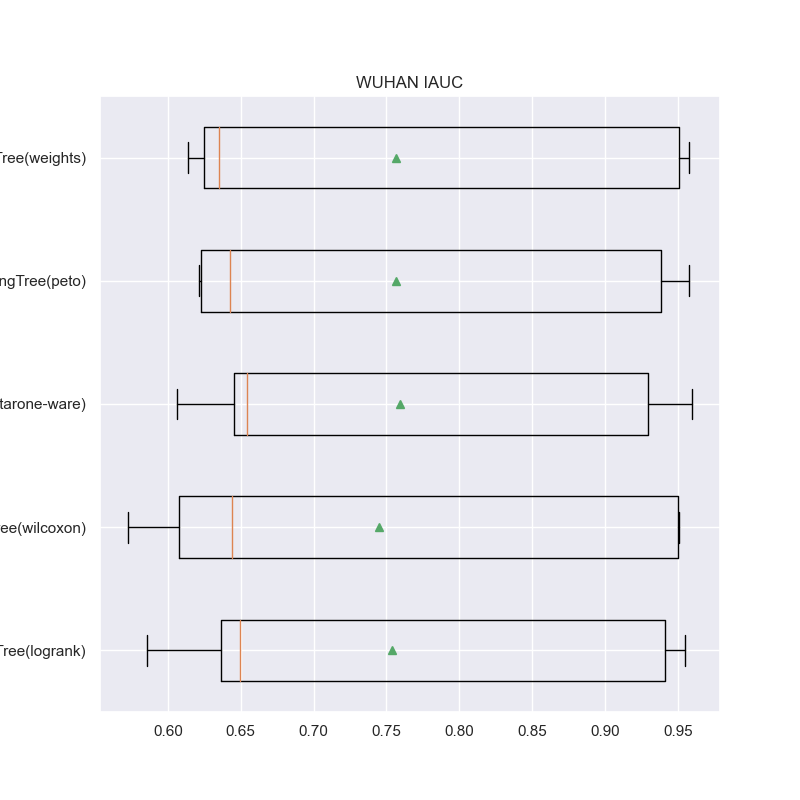 WUHAN IAUC
Tree(weights)
ngTree(peto)
tarone-ware)
ree(wilcoxon)
Tree(logrank)
0.60 0.65 0.70 0.75 0.80 0.85 0.90 0.95